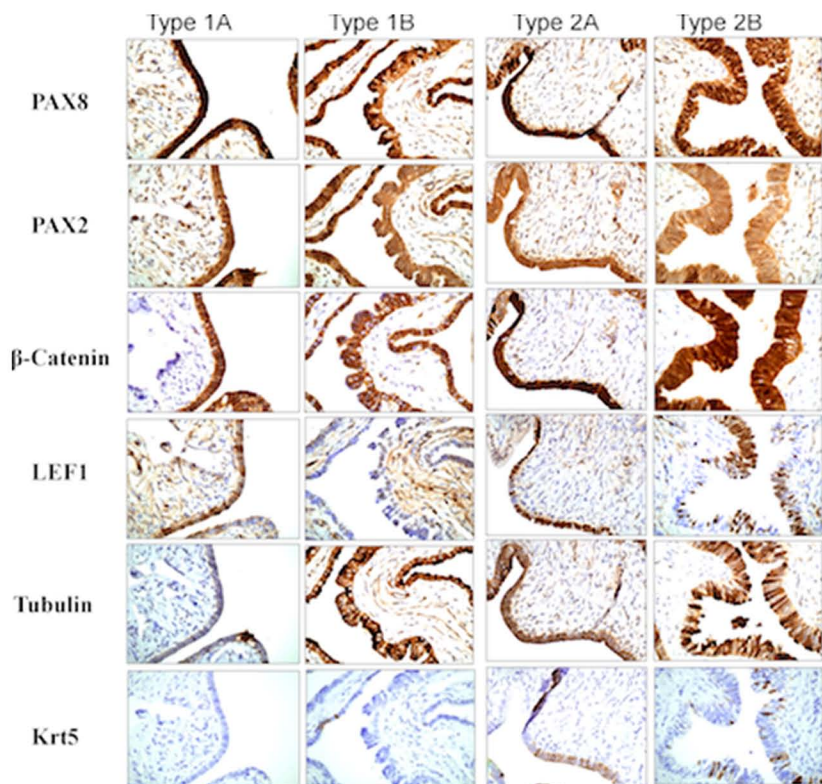 Type 1A Type 1B Type 2A Type 2B
PAX8
PAX2
β-Catenin
LEF1
Tubulin
Krt5